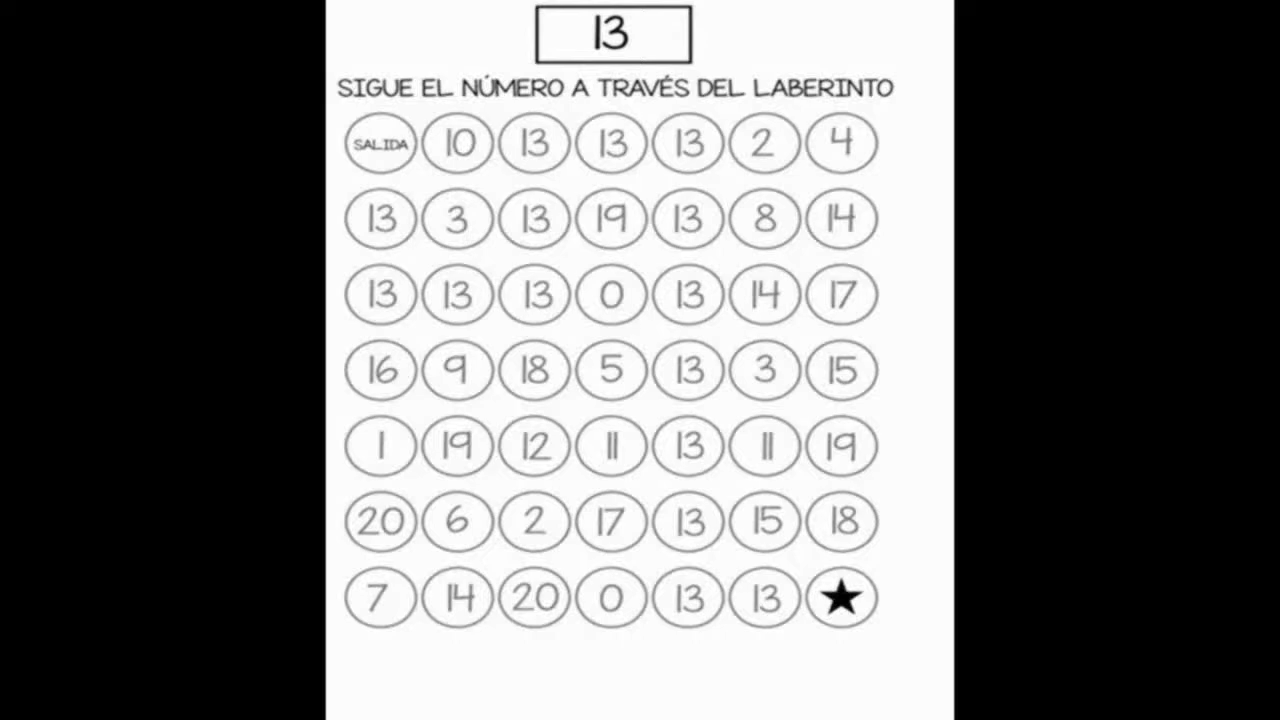 13
SIGUE EL NÚMERO A TRAVÉS DEL LABERINTO
SALIDA 10 13 13 13 2 4
13 3 13 19 13 8 14
13 13 13 0 13 14 17
16 9 18 5 13 3 15
1 19 12 11 13 11 19
20 6 2 17 13 15 18
7 14 20 0 13 13